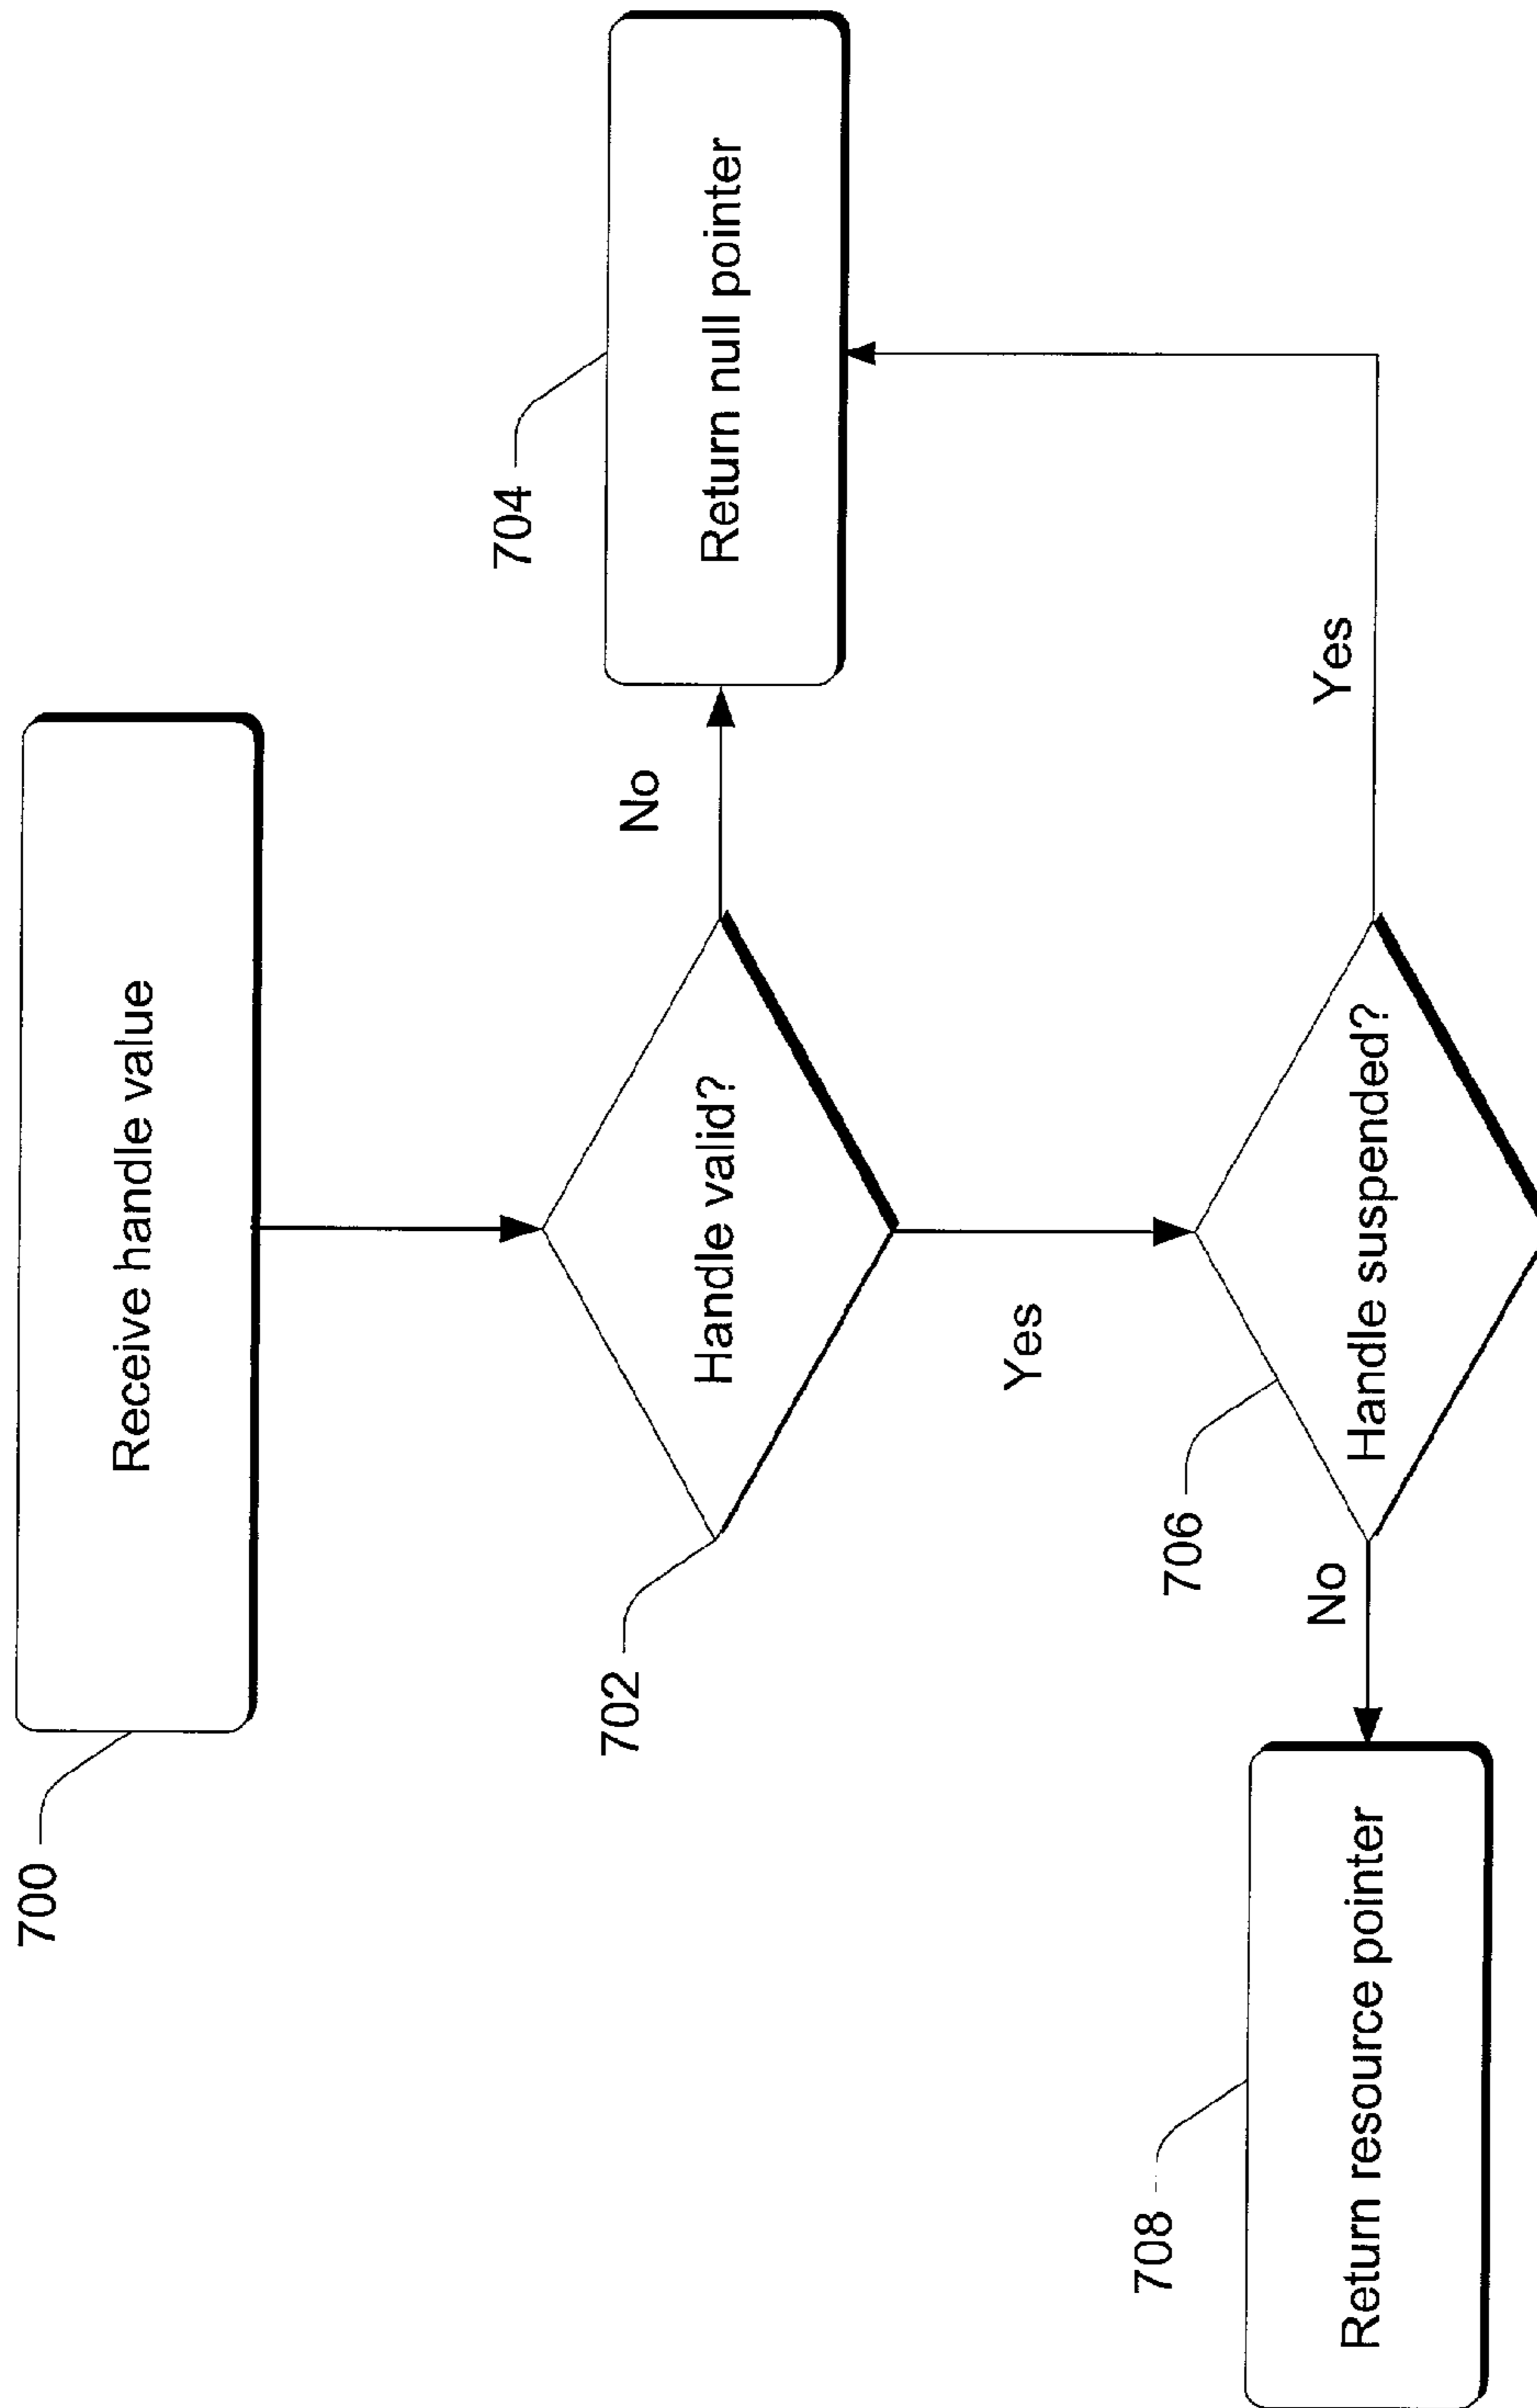 700
Receive handle value
702
Handle valid?
No
704
Return null pointer
Yes
706
Handle suspended?
Yes
No
708
Return resource pointer